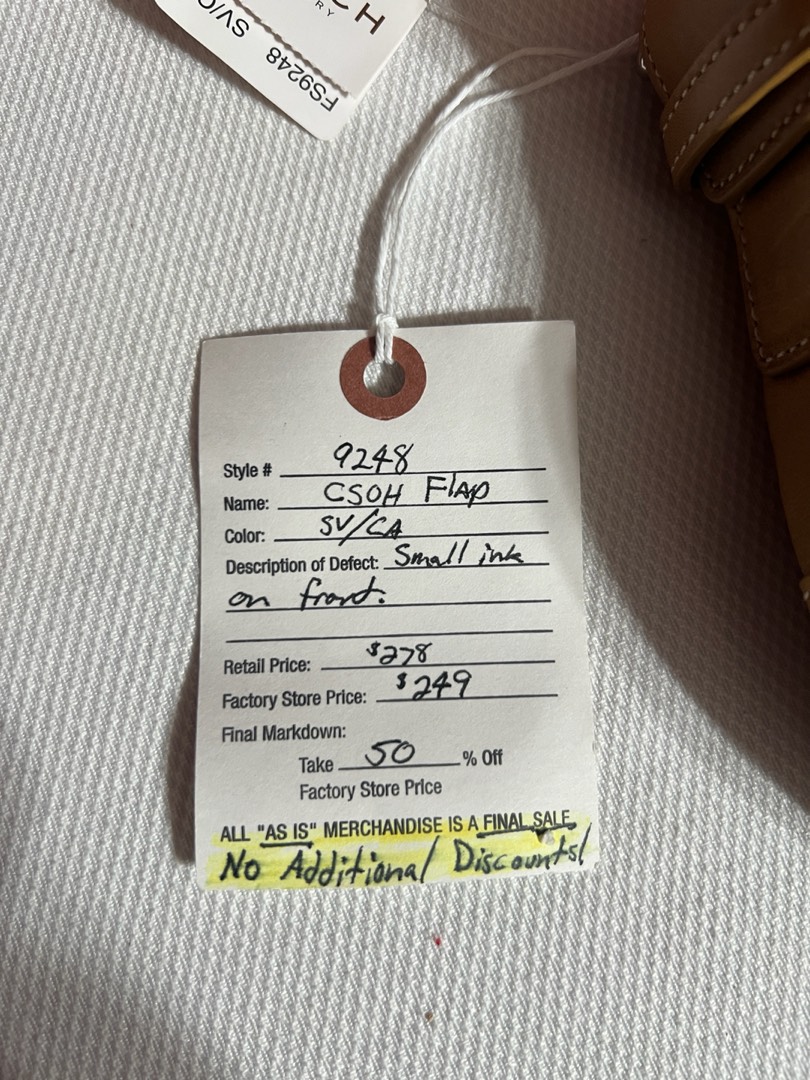 CH
RY
FS9248 SV/C
Style # 9248
Name: CSOH Flap
Color: SV/CA
Description of Defect: Small ink
on front.
Retail Price: $278
Factory Store Price: $249
Final Markdown:
Take 50 % Off
Factory Store Price
ALL "AS IS" MERCHANDISE IS A FINAL SALE
No Additional Discounts!